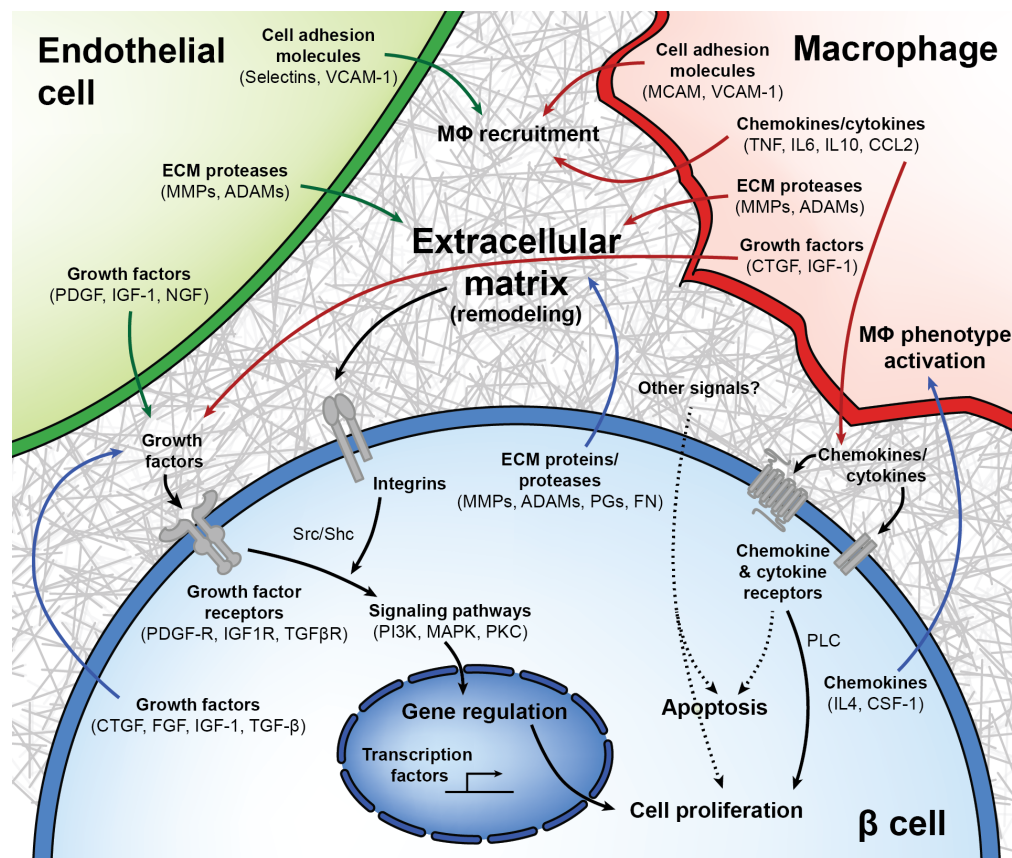 Endothelial
cell
Cell adhesion
molecules
(Selectins, VCAM-1)
Cell adhesion
molecules
(MCAM, VCAM-1)
Macrophage
MΦ recruitment
Chemokines/cytokines
(TNF, IL6, IL10, CCL2)
ECM proteases
(MMPs, ADAMs)
ECM proteases
(MMPs, ADAMs)
Extracellular
matrix
(remodeling)
Growth factors
(CTGF, IGF-1)
Growth factors
(PDGF, IGF-1, NGF)
MΦ phenotype
activation
Other signals?
Growth
factors
Chemokines/
cytokines
Integrins
ECM proteins/
proteases
(MMPs, ADAMs, PGs, FN)
Src/Shc
Chemokine
& cytokine
receptors
Growth factor
receptors
(PDGF-R, IGF1R, TGFβR)
Signaling pathways
(PI3K, MAPK, PKC)
PLC
Growth factors
(CTGF, FGF, IGF-1, TGF-β)
Chemokines
(IL4, CSF-1)
Gene regulation
Apoptosis
Transcription
factors
Cell proliferation
β cell